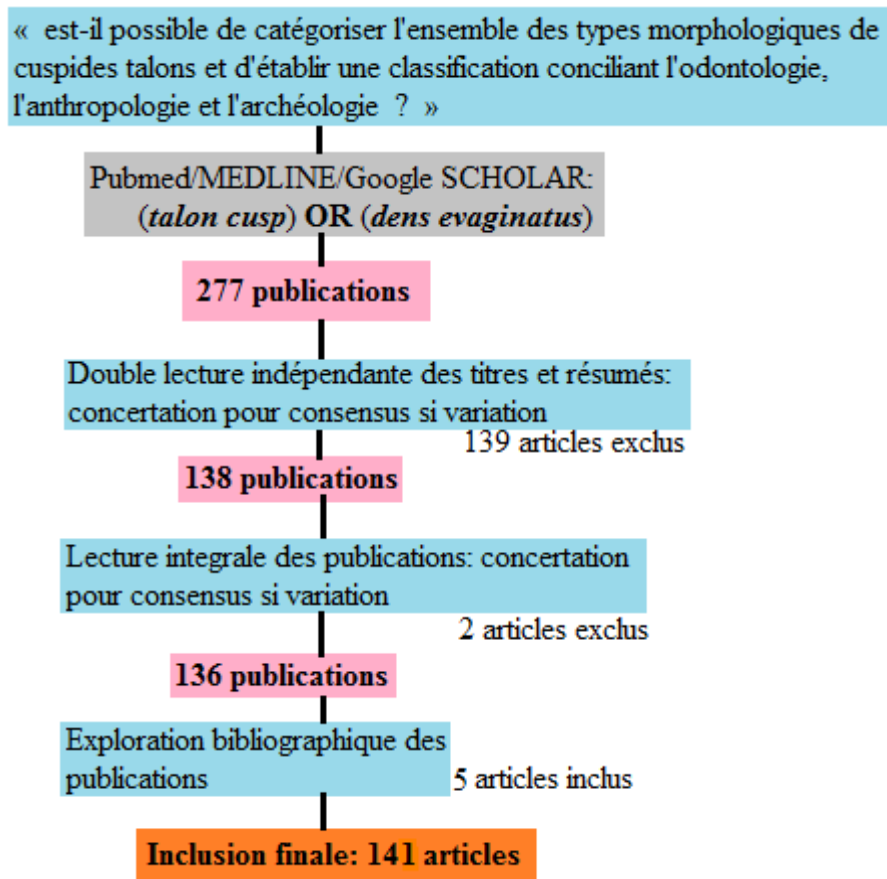 «  est-il possible de catégoriser l'ensemble des types morphologiques de
cuspides talons et d'établir une classification conciliant l'odontologie,
l'anthropologie et l'archéologie  ? »
Pubmed/MEDLINE/Google SCHOLAR:
(talon cusp) OR (dens evaginatus)
277 publications
Double lecture indépendante des titres et résumés:
concertation pour consensus si variation
139 articles exclus
138 publications
Lecture integrale des publications: concertation
pour consensus si variation
2 articles exclus
136 publications
Exploration bibliographique des
publications
5 articles inclus
Inclusion finale: 141 articles